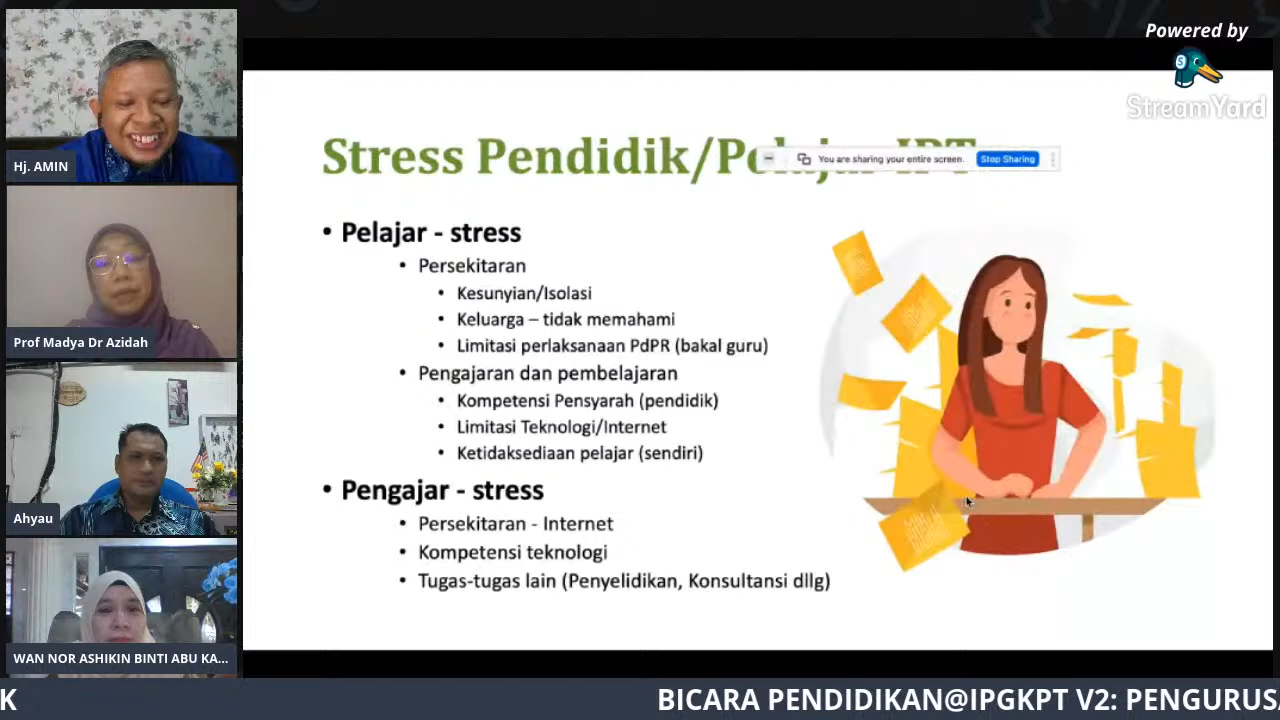 Powered by
StreamYard
Hj. AMIN
Prof Madya Dr Azidah
Ahyau
WAN NOR ASHIKIN BINTI ABU KA...
Stress Pendidik/Pelajar IPT
You are sharing your entire screen.
Stop Sharing
• Pelajar - stress
• Persekitaran
• Kesunyian/Isolasi
• Keluarga – tidak memahami
• Limitasi perlaksanaan PdPR (bakal guru)
• Pengajaran dan pembelajaran
• Kompetensi Pensyarah (pendidik)
• Limitasi Teknologi/Internet
• Ketidaksediaan pelajar (sendiri)
• Pengajar - stress
• Persekitaran - Internet
• Kompetensi teknologi
• Tugas-tugas lain (Penyelidikan, Konsultansi dllg)
K
BICARA PENDIDIKAN@IPGKPT V2: PENGURUSA